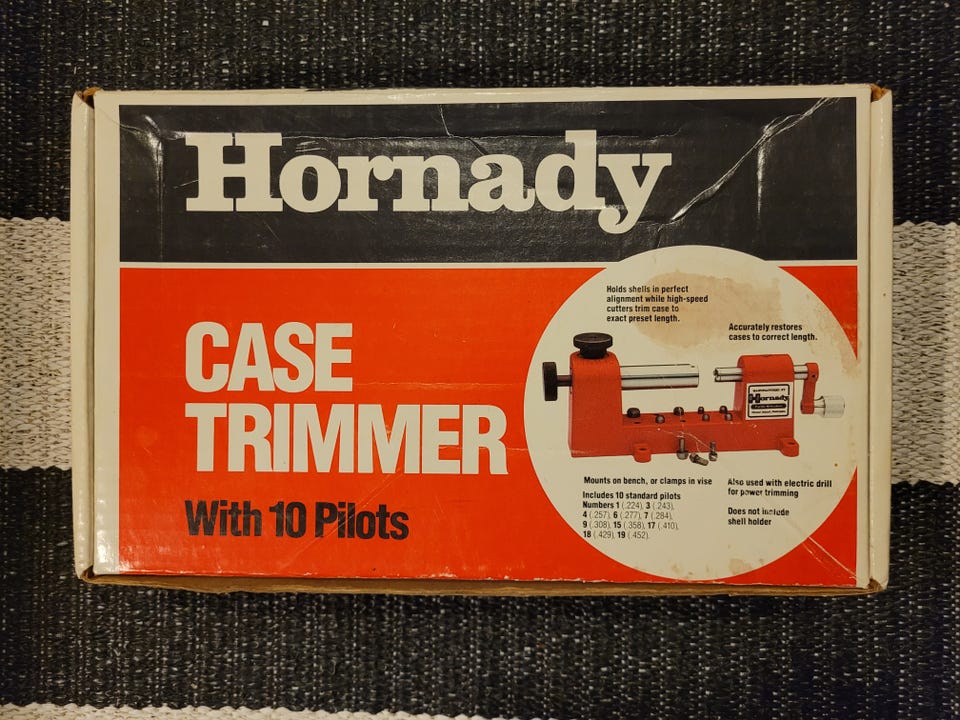 Hornady
CASE
TRIMMER
With 10 Pilots
Holds shells in perfect
alignment while high-speed
cutters trim case to
exact preset length.
Accurately restores
cases to correct length.
Hornady
Mounts on bench, or clamps in vise
Includes 10 standard pilots
Numbers 1 (.224), 3 (.243),
4 (.257), 6 (.277), 7 (.284),
9 (.308), 15 (.358), 17 (.410),
18 (.429), 19 (.452).
Also used with electric drill
for power trimming
Does not include
shell holder